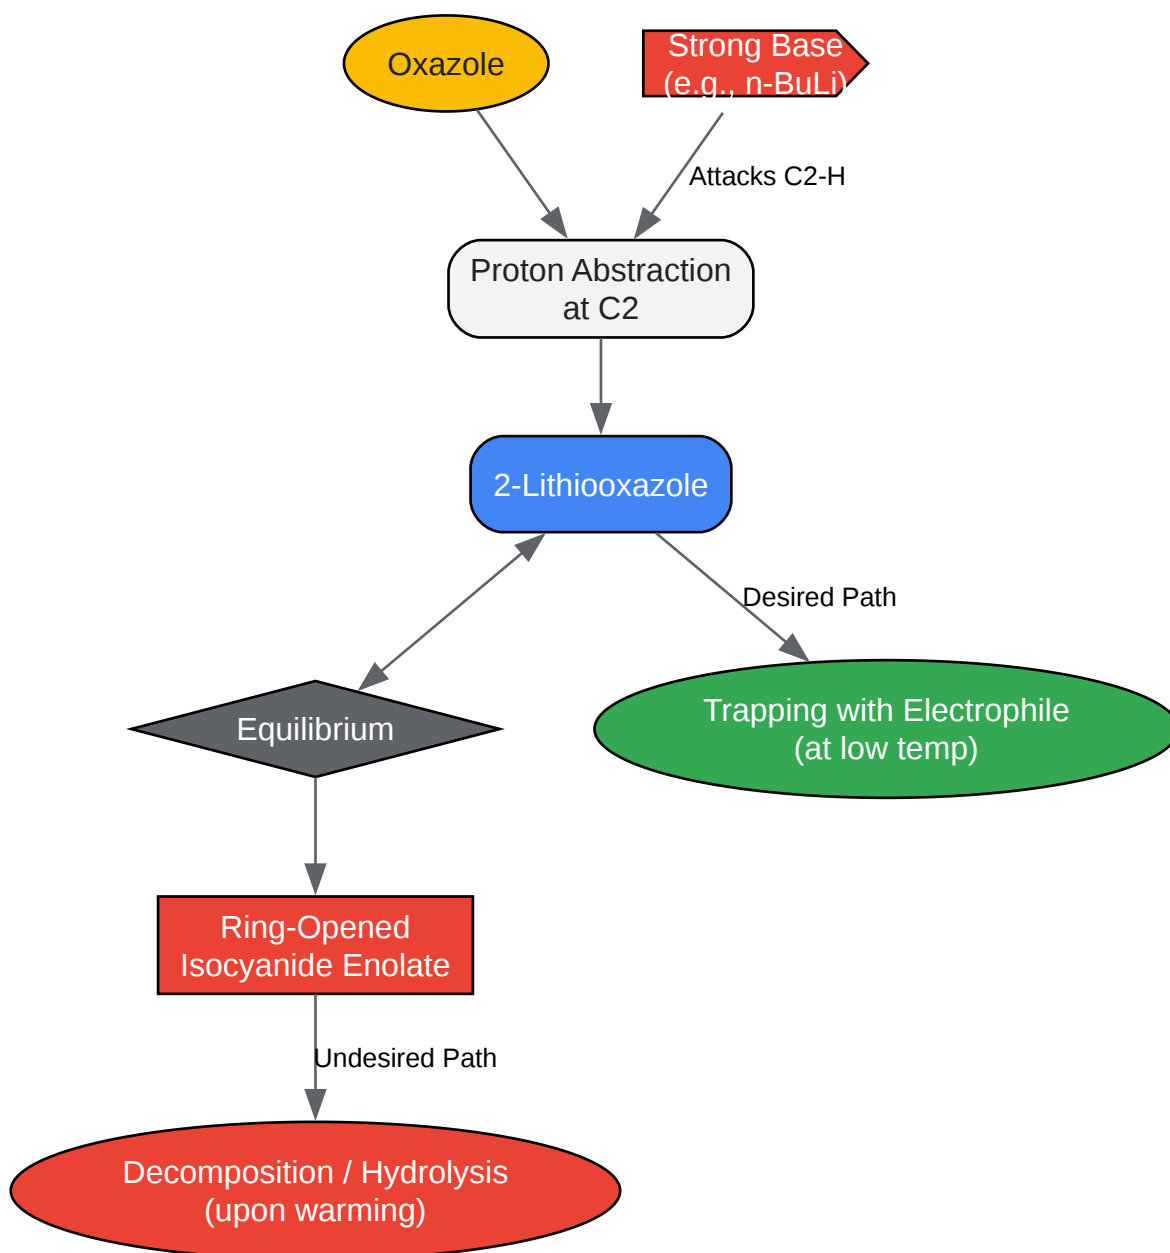 Oxazole
Strong Base
(e.g., n-BuLi)
Attacks C2-H
Proton Abstraction
at C2
2-Lithiooxazole
Desired Path
Equilibrium
Trapping with Electrophile
(at low temp)
Ring-Opened
Isocyanide Enolate
Undesired Path
Decomposition / Hydrolysis
(upon warming)